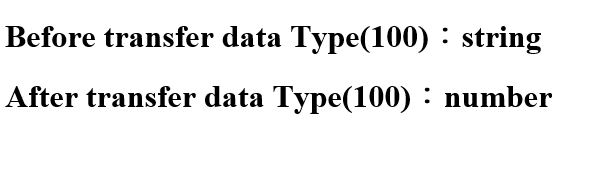 Before transfer data Type(100)：string
After transfer data Type(100)：number